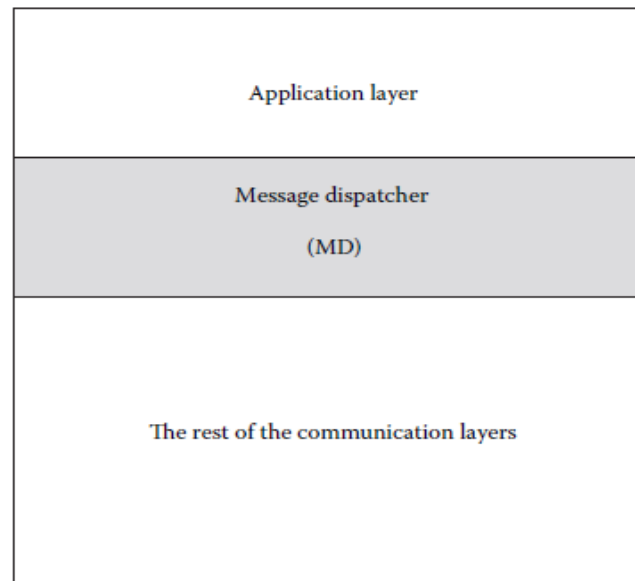 Application layer
Message dispatcher
(MD)
The rest of the communication layers